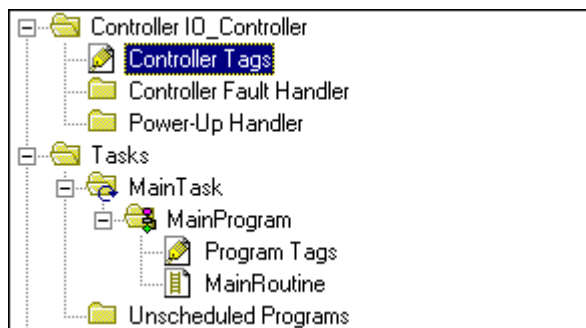 Controller IO_Controller
Controller Tags
Controller Fault Handler
Power-Up Handler
Tasks
MainTask
MainProgram
Program Tags
MainRoutine
Unscheduled Programs